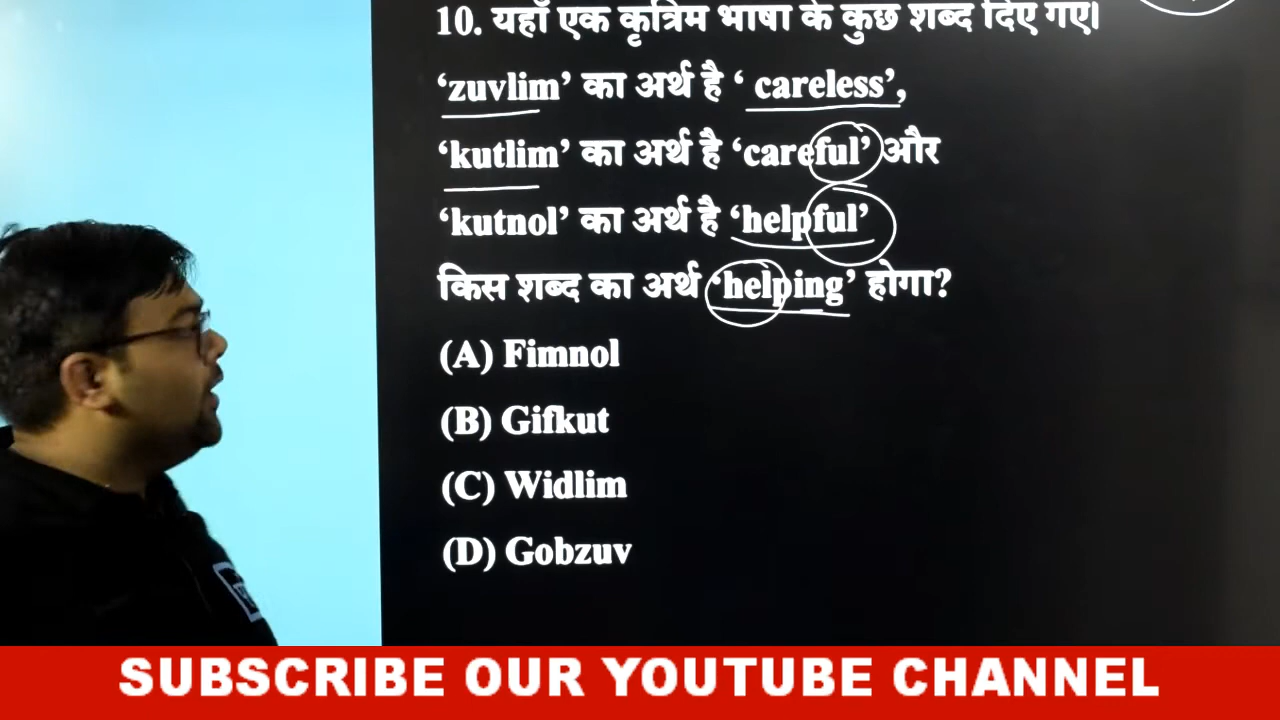 10. यहाँ एक कृत्रिम भाषा के कुछ शब्द दिए गए।
‘zuvlim’ का अर्थ है ‘ careless’,
‘kutlim’ का अर्थ है ‘careful’ और
‘kutnol’ का अर्थ है ‘helpful’
किस शब्द का अर्थ ‘helping’ होगा?
(A) Fimnol
(B) Gifkut
(C) Widlim
(D) Gobzuv
SUBSCRIBE OUR YOUTUBE CHANNEL